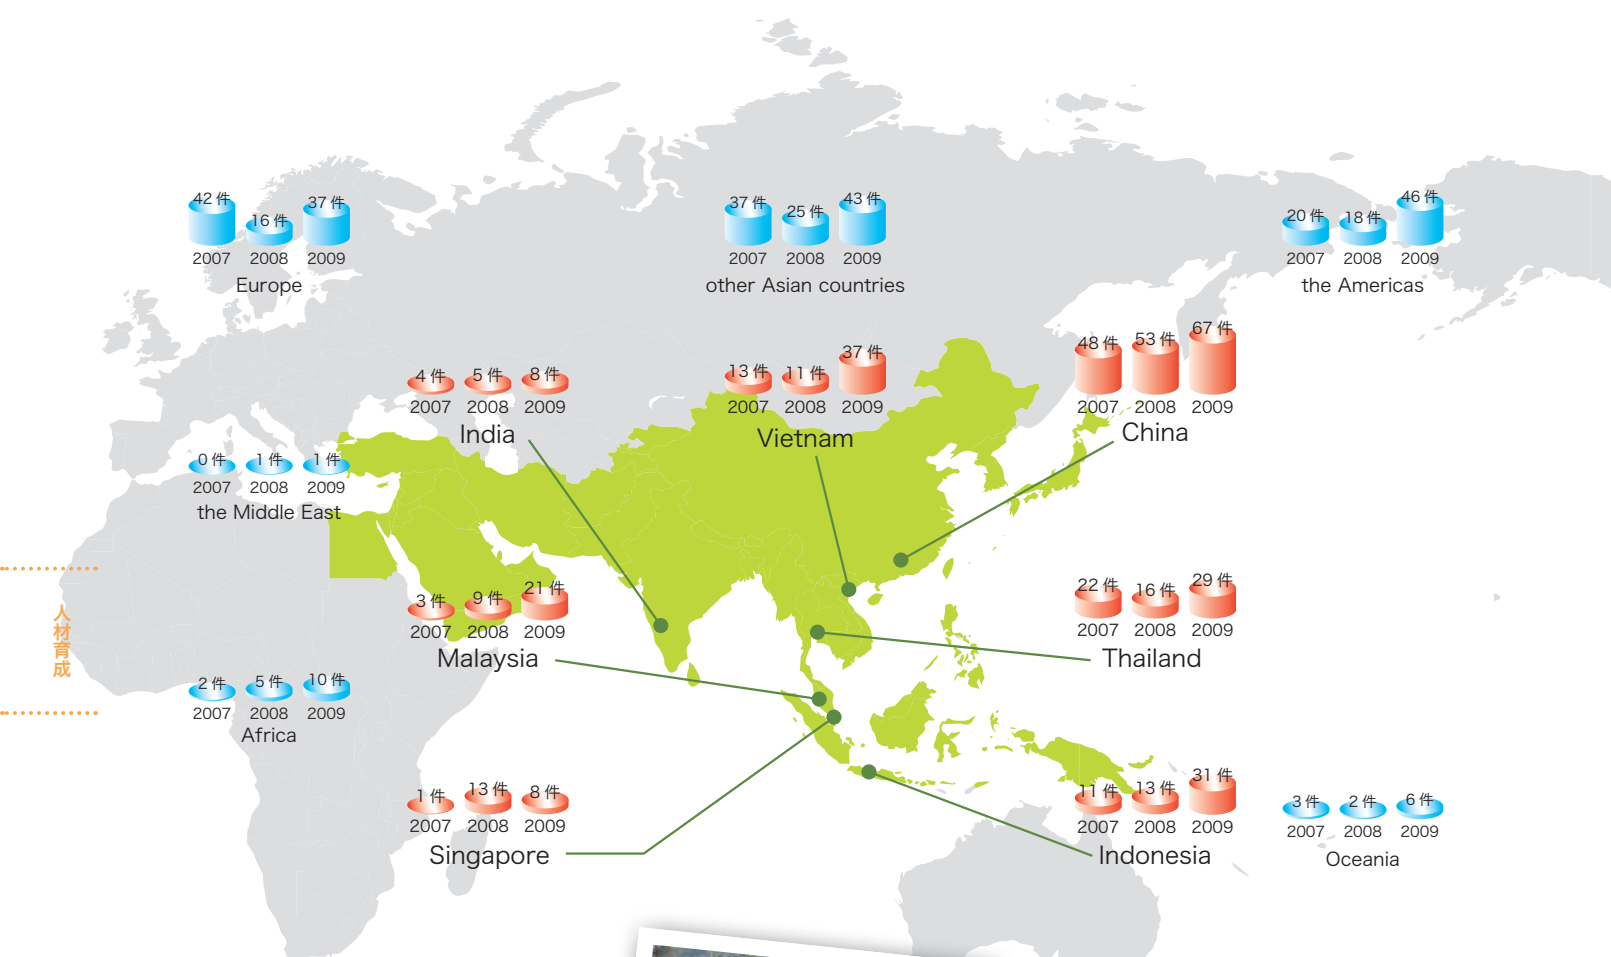 42 件 16 件 37 件
2007 2008 2009
Europe
37 件 25 件 43 件
2007 2008 2009
other Asian countries
20 件 18 件 46 件
2007 2008 2009
the Americas
4 件 5 件 8 件
2007 2008 2009
India
13 件 11 件 37 件
2007 2008 2009
Vietnam
48 件 53 件 67 件
2007 2008 2009
China
0 件 1 件 1 件
2007 2008 2009
the Middle East
人材育成
3 件 9 件 21 件
2007 2008 2009
Malaysia
22 件 16 件 29 件
2007 2008 2009
Thailand
2 件 5 件 10 件
2007 2008 2009
Africa
1 件 13 件 8 件
2007 2008 2009
Singapore
11 件 13 件 31 件
2007 2008 2009
Indonesia
3 件 2 件 6 件
2007 2008 2009
Oceania